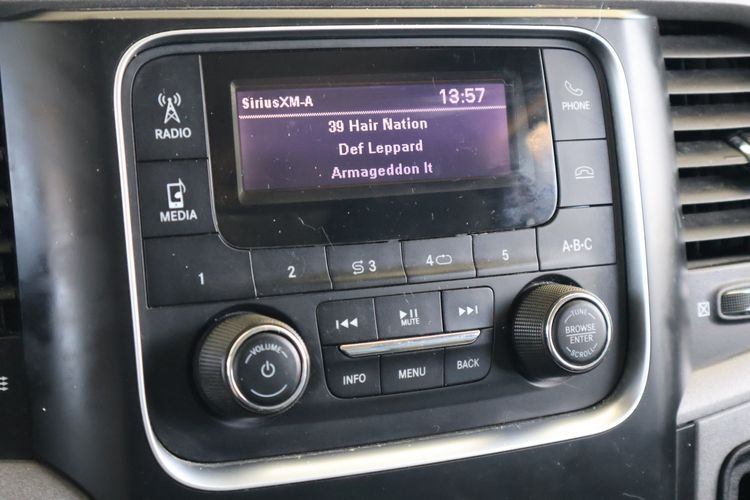 SiriusXM-A 13:57
39 Hair Nation
Def Leppard
Armageddon It
RADIO
MEDIA
PHONE
1 2 3 4 5 A·B·C
MUTE
INFO MENU BACK
VOLUME
TUNE
BROWSE
ENTER
SCROLL